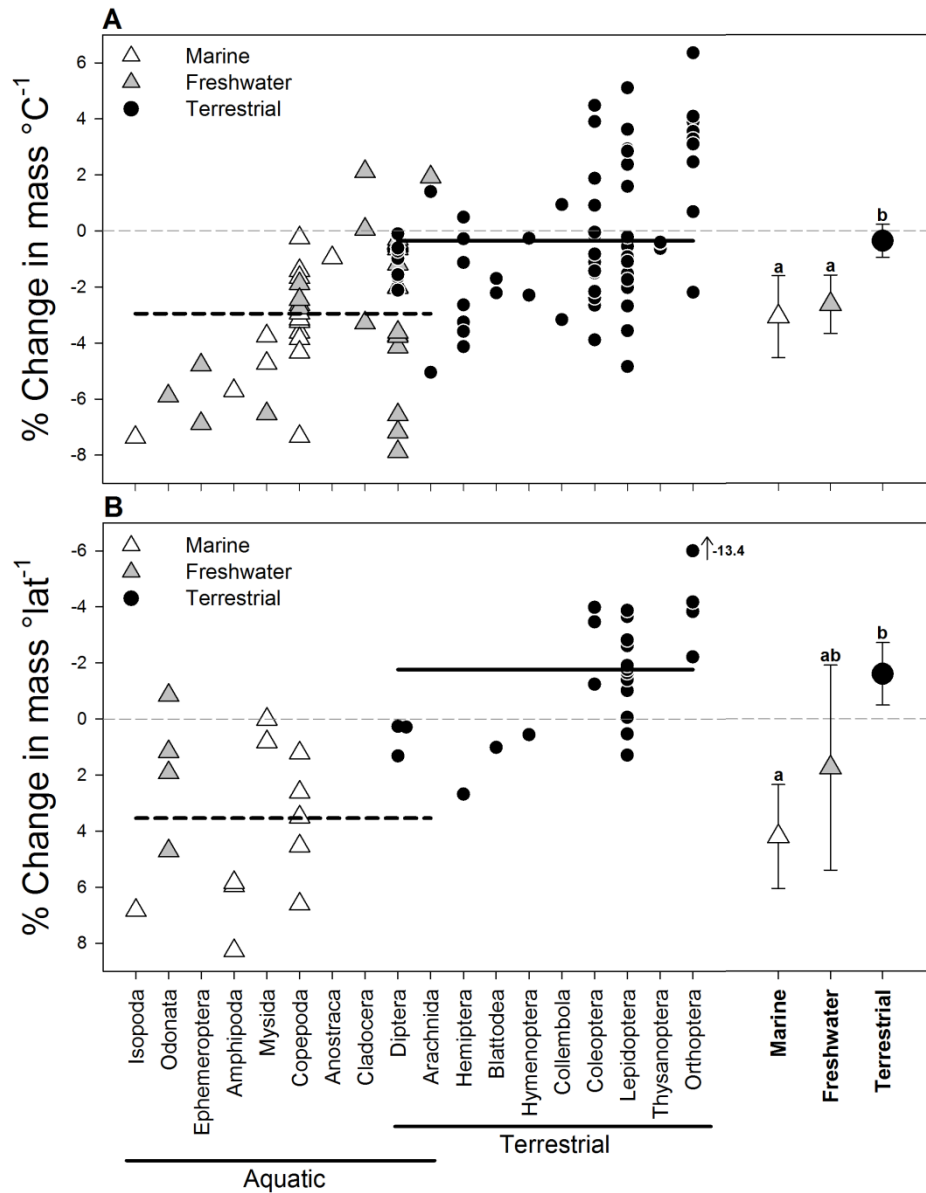 A
Marine
Freshwater
Terrestrial
% Change in mass °C-1
6
4
2
0
-2
-4
-6
-8
a
a
b
B
Marine
Freshwater
Terrestrial
% Change in mass °lat-1
-6
-4
-2
0
2
4
6
8
-13.4
a
ab
b
Isopoda
Odonata
Ephemeroptera
Amphipoda
Mysida
Copepoda
Anostraca
Cladocera
Diptera
Arachnida
Hemiptera
Blattodea
Hymenoptera
Collembola
Coleoptera
Lepidoptera
Thysanoptera
Orthoptera
Marine
Freshwater
Terrestrial
Terrestrial
Aquatic